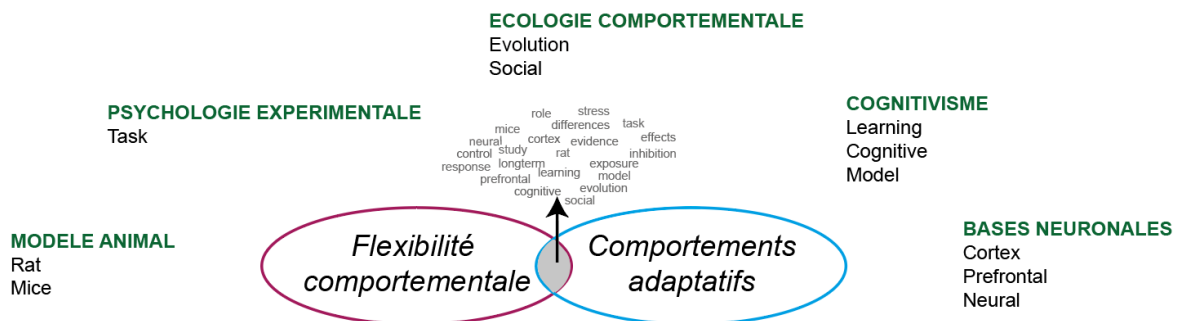 ECOLOGIE COMPORTEMENTALE
Evolution
Social
PSYCHOLOGIE EXPERIMENTALE
Task
COGNITIVISME
Learning
Cognitive
Model
role
stress
mice
differences
task
neural
cortex
evidence
effects
control
study
rat
inhibition
response
longterm
learning
exposure
prefrontal
model
cognitive
evolution
social
MODELE ANIMAL
Rat
Mice
Flexibilité
comportementale
Comportements
adaptatifs
BASES NEURONALES
Cortex
Prefrontal
Neural